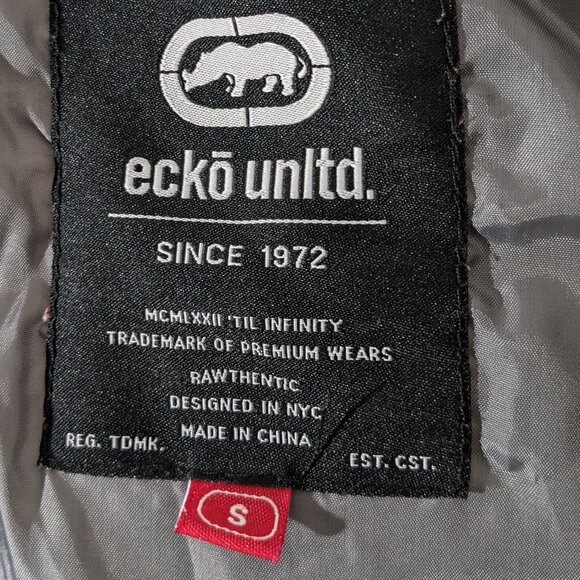 eckō unltd.
SINCE 1972
MCMLXXII 'TIL INFINITY
TRADEMARK OF PREMIUM WEARS
RAWTHENTIC
DESIGNED IN NYC
MADE IN CHINA
REG. TDMK.
EST. CST.
S